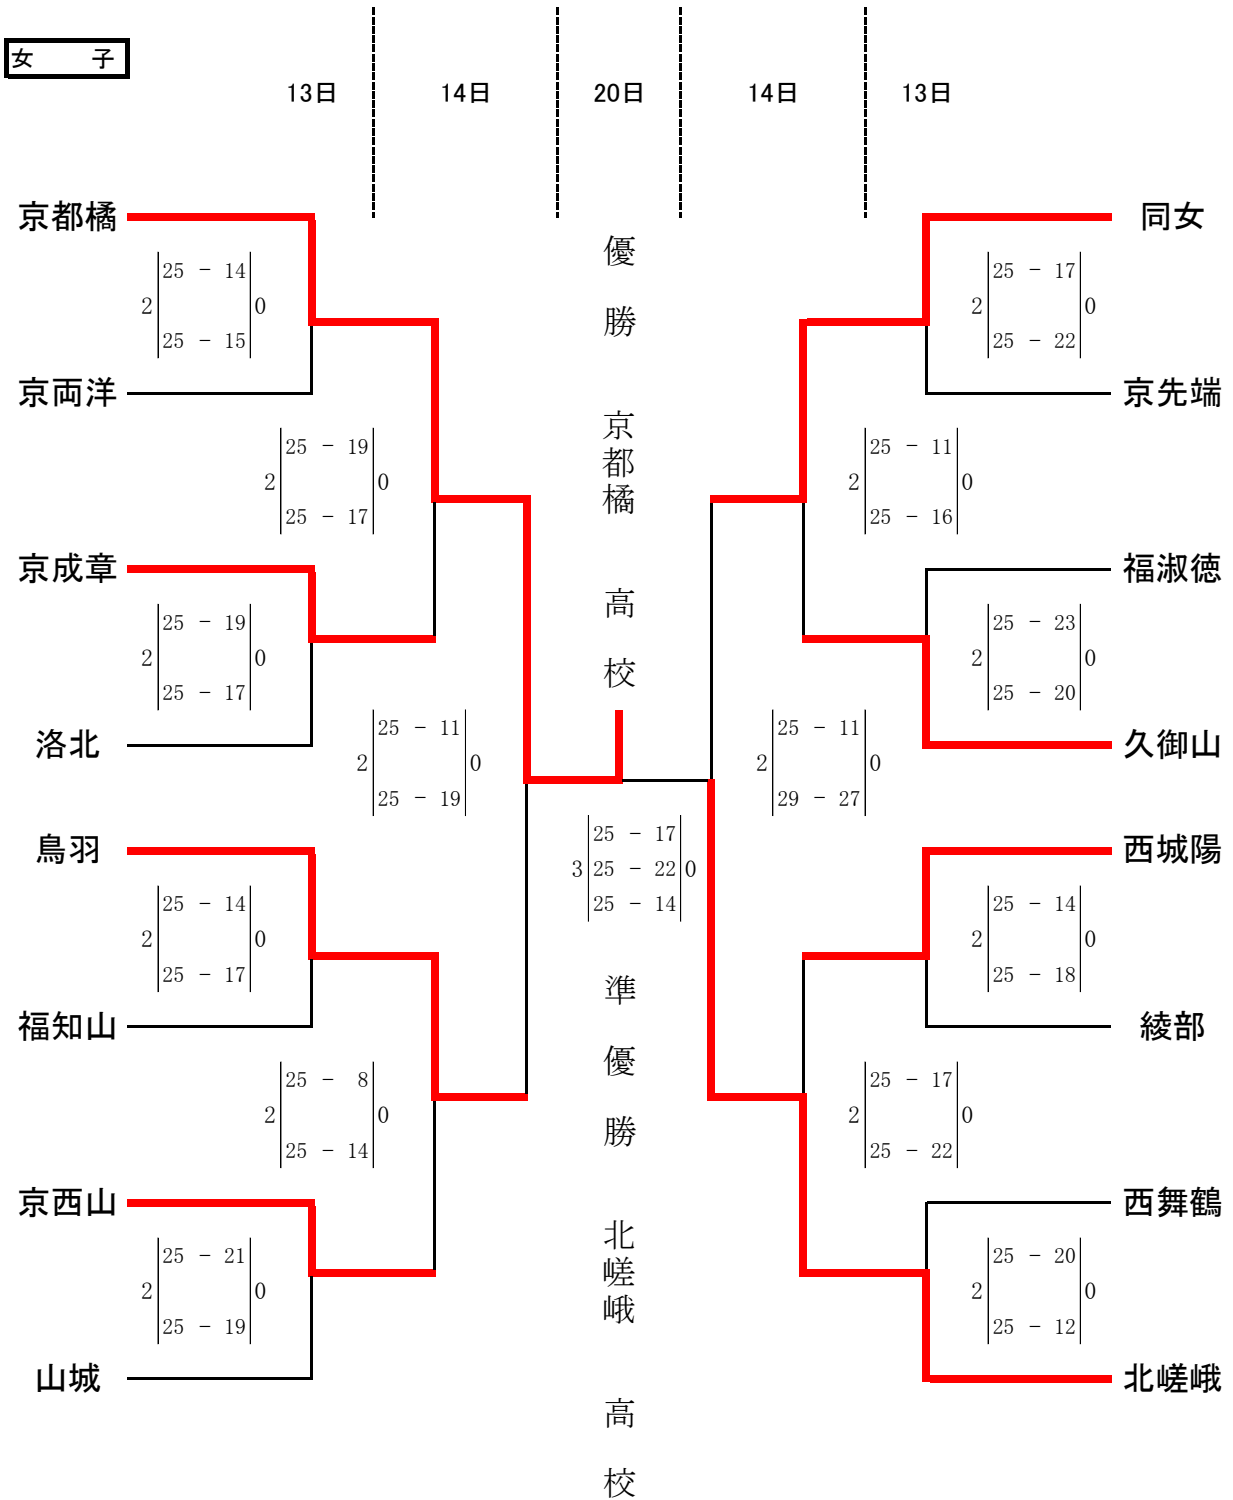 女　子
13日 14日 20日 14日 13日
京都橘
25 - 14
2 0
25 - 15
京両洋
25 - 19
2 0
25 - 17
京成章
25 - 19
2 0
25 - 17
洛北
25 - 11
2 0
25 - 19
鳥羽
25 - 14
2 0
25 - 17
福知山
25 - 8
2 0
25 - 14
京西山
25 - 21
2 0
25 - 19
山城
優勝　京都橘　高校
25 - 17
3 25 - 22 0
25 - 14
準優勝　北嵯峨　高校
同女
25 - 17
2 0
25 - 22
京先端
25 - 11
2 0
25 - 16
福淑徳
25 - 23
2 0
25 - 20
久御山
25 - 11
2 0
29 - 27
西城陽
25 - 14
2 0
25 - 18
綾部
25 - 17
2 0
25 - 22
西舞鶴
25 - 20
2 0
25 - 12
北嵯峨